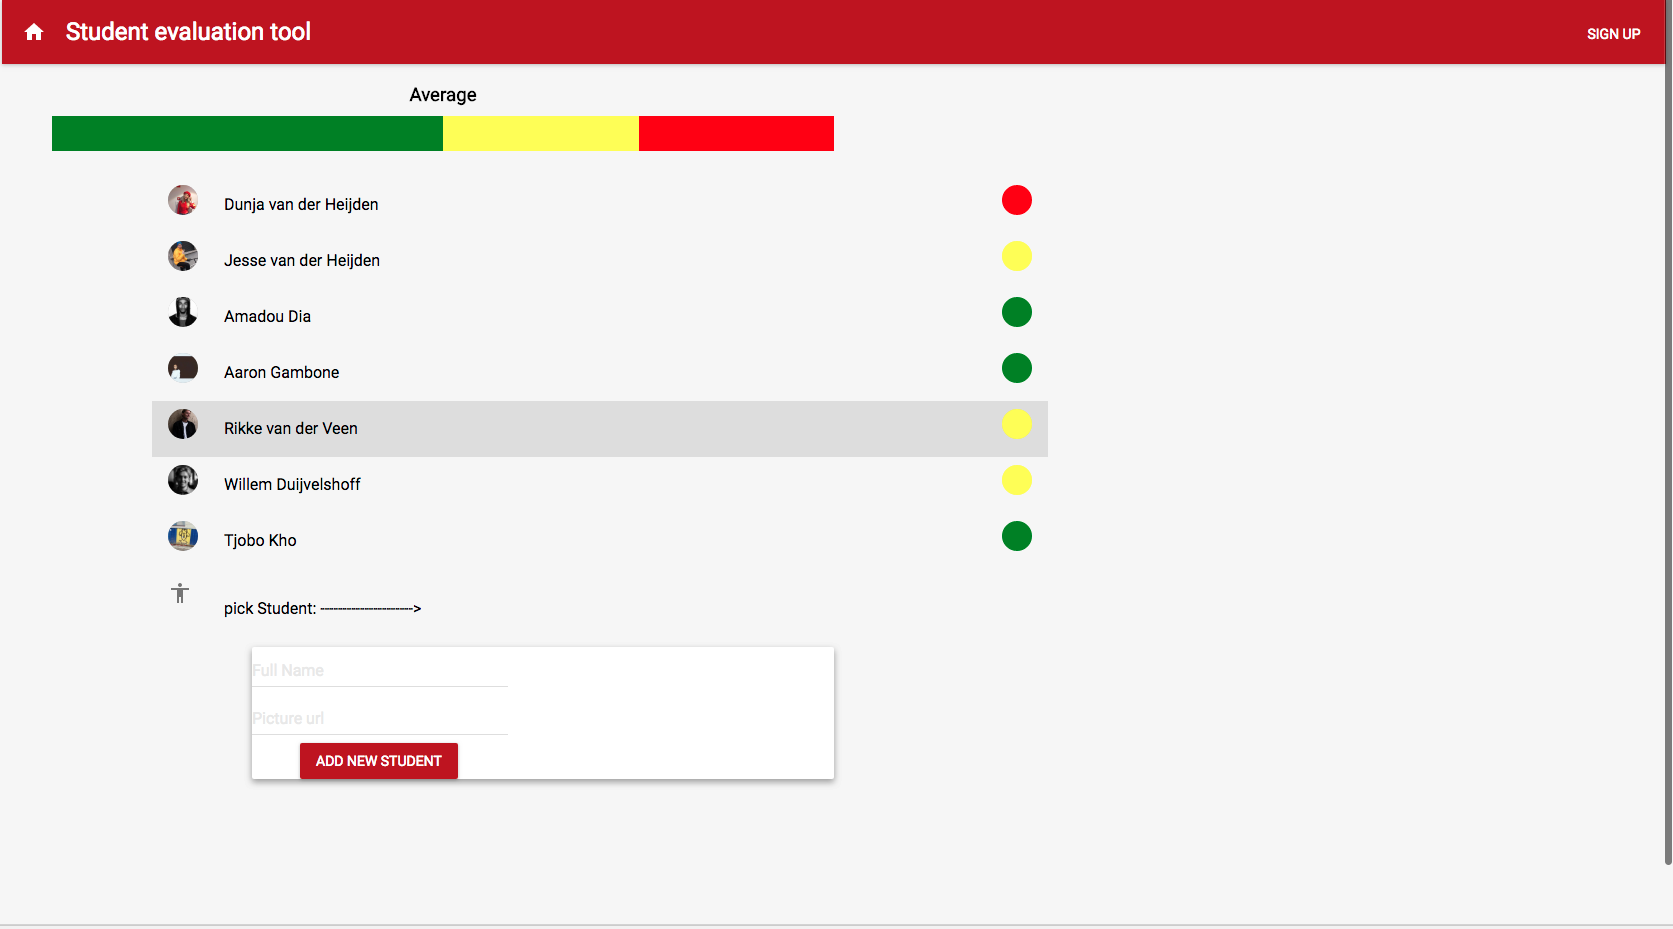 Student evaluation tool
SIGN UP
Average
Dunja van der Heijden
Jesse van der Heijden
Amadou Dia
Aaron Gambone
Rikke van der Veen
Willem Duijvelshoff
Tjobo Kho
pick Student: ----------------------->
Full Name
Picture url
ADD NEW STUDENT